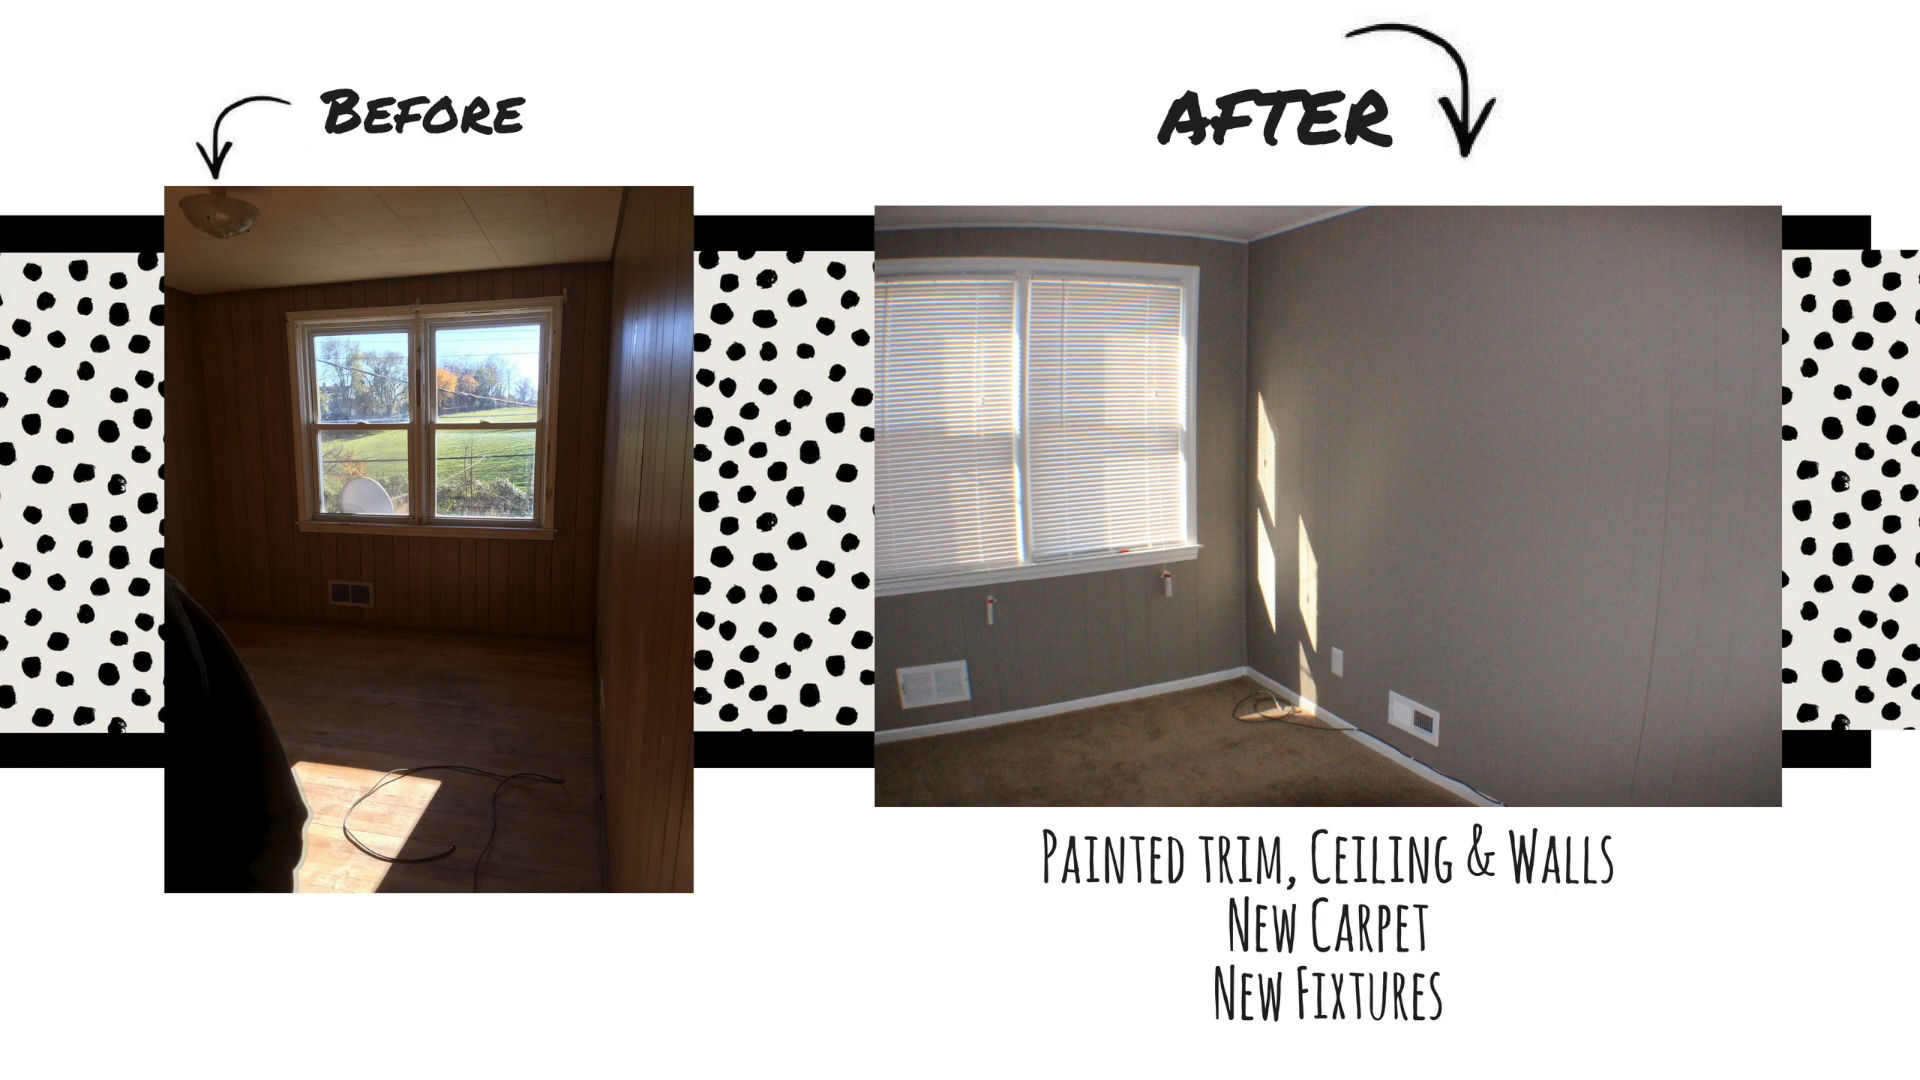 Before
AFTER
Painted trim, Ceiling & Walls
New Carpet
New Fixtures